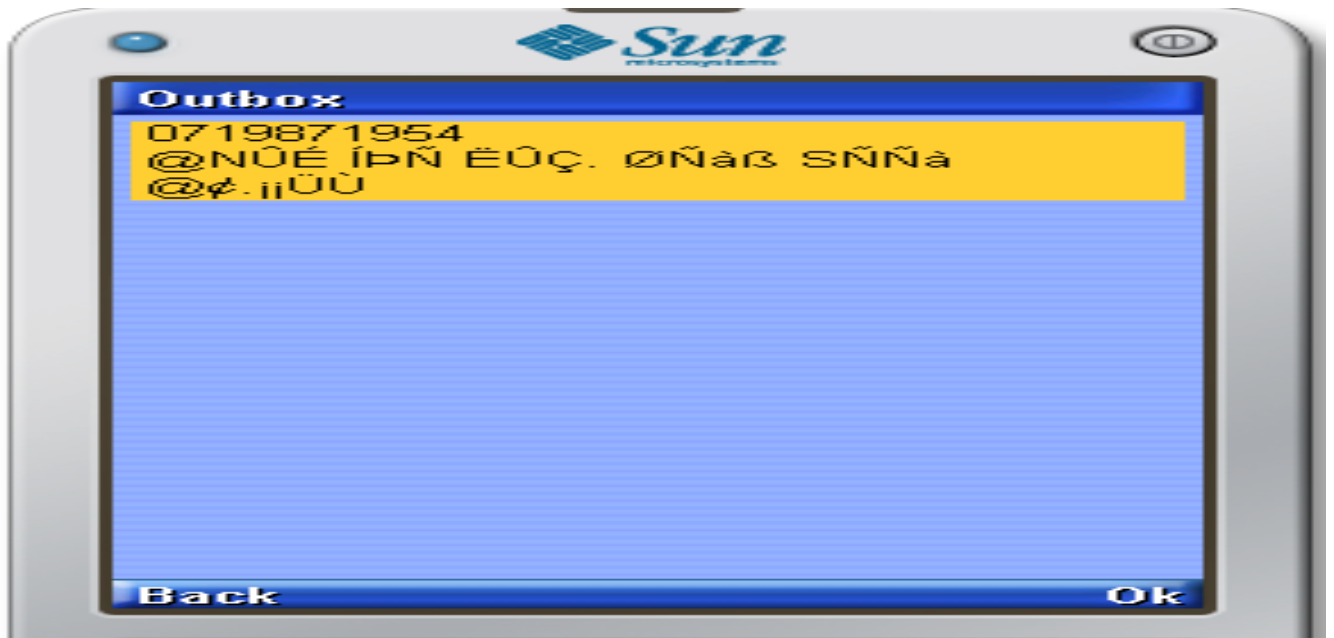 Sun
microsystems
Outbox
0719871954
@NÛÉ ÍÞÑ ËÛÇ. ØÑàß SÑÑà
@¢.¡¡ÜÙ
Back
Ok